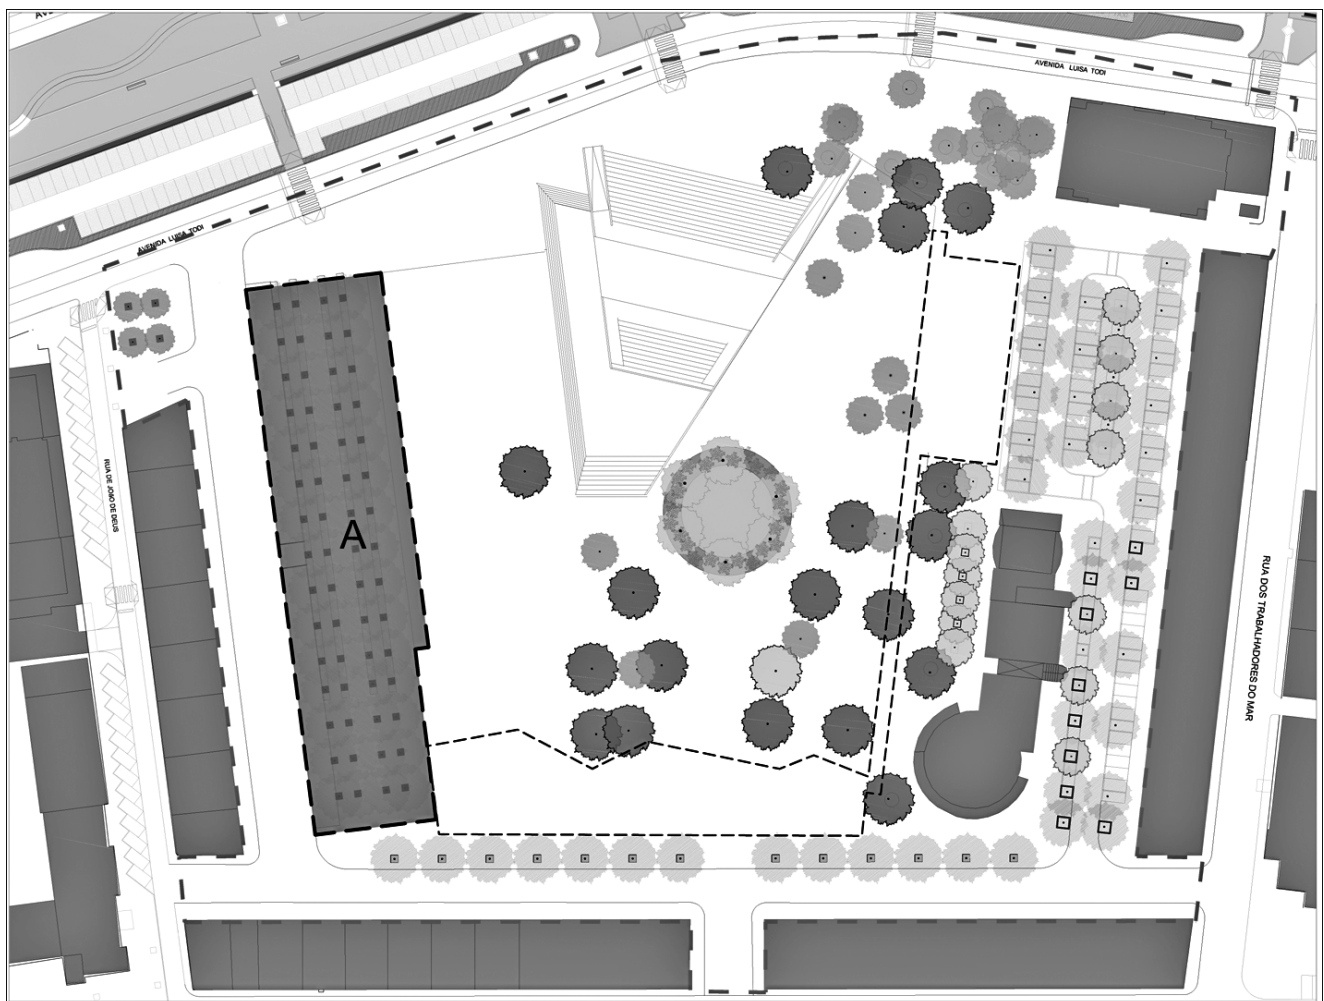 AVENIDA LUISA TODI
AVENIDA LUISA TODI
RUA DE JOÃO DE DEUS
A
RUA DOS TRABALHADORES DO MAR